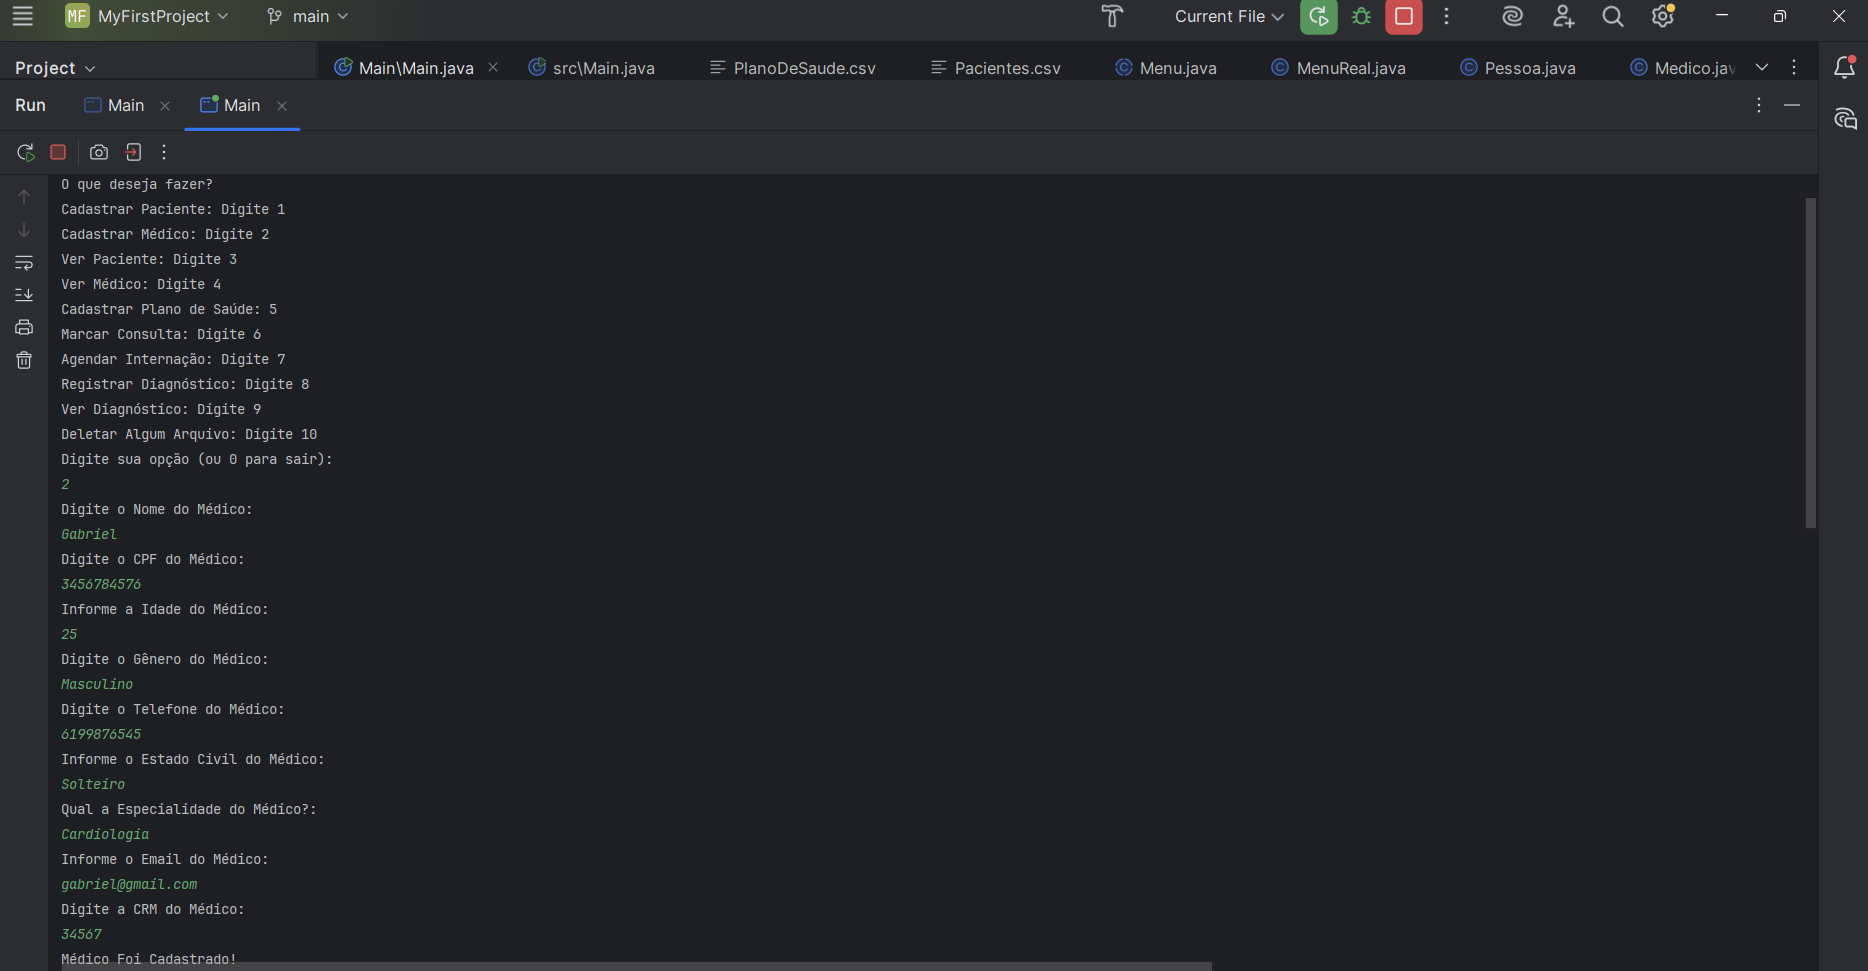 MF MyFirstProject main Current File
Project Main\Main.java src\Main.java PlanoDeSaude.csv Pacientes.csv Menu.java MenuReal.java Pessoa.java Medico.jav
Run Main Main
O que deseja fazer?
Cadastrar Paciente: Digite 1
Cadastrar Médico: Digite 2
Ver Paciente: Digite 3
Ver Médico: Digite 4
Cadastrar Plano de Saúde: 5
Marcar Consulta: Digite 6
Agendar Internação: Digite 7
Registrar Diagnóstico: Digite 8
Ver Diagnóstico: Digite 9
Deletar Algum Arquivo: Digite 10
Digite sua opção (ou 0 para sair):
2
Digite o Nome do Médico:
Gabriel
Digite o CPF do Médico:
3456784576
Informe a Idade do Médico:
25
Digite o Gênero do Médico:
Masculino
Digite o Telefone do Médico:
6199876545
Informe o Estado Civil do Médico:
Solteiro
Qual a Especialidade do Médico?:
Cardiologia
Informe o Email do Médico:
gabriel@gmail.com
Digite a CRM do Médico:
34567
Médico Foi Cadastrado!